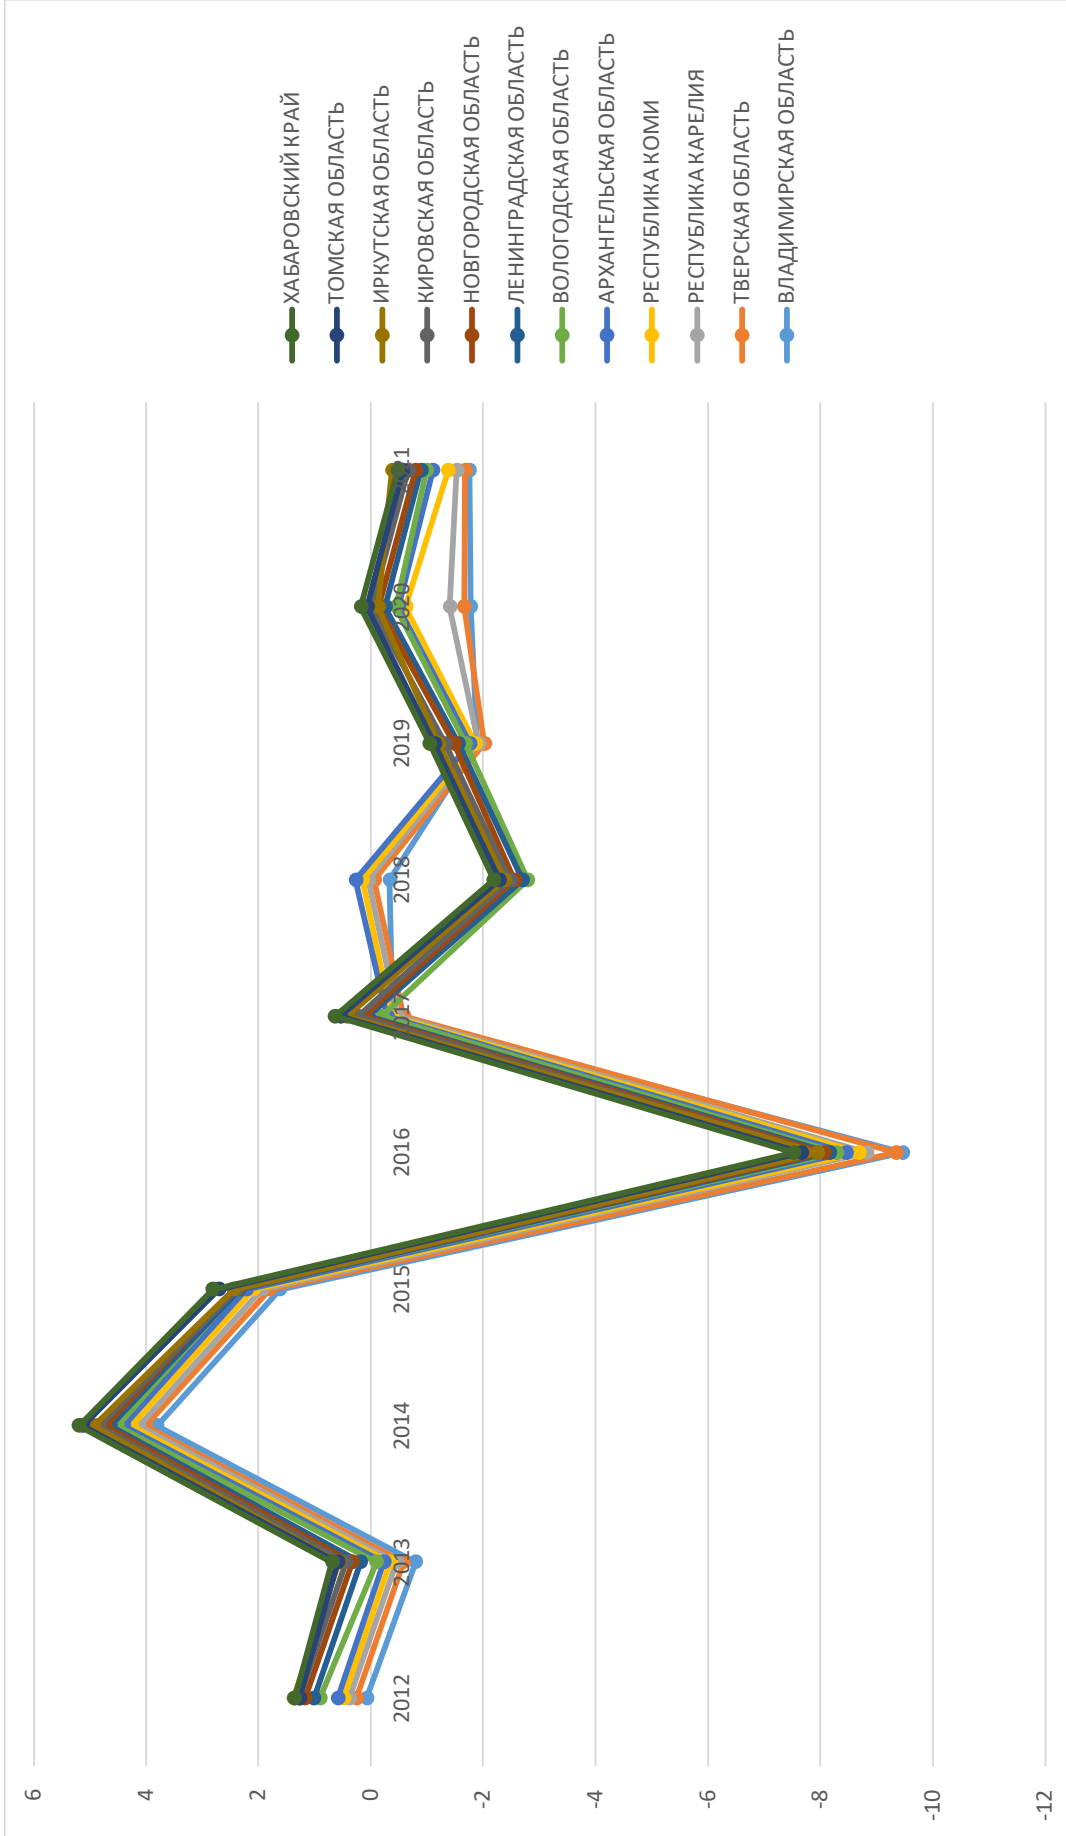 6
4
2
0
-2
-4
-6
-8
-10
-12
2012
2013
2014
2015
2016
2017
2018
2019
2020
2021
ХАБАРОВСКИЙ КРАЙ
ТОМСКАЯ ОБЛАСТЬ
ИРКУТСКАЯ ОБЛАСТЬ
КИРОВСКАЯ ОБЛАСТЬ
НОВГОРОДСКАЯ ОБЛАСТЬ
ЛЕНИНГРАДСКАЯ ОБЛАСТЬ
ВОЛОГОДСКАЯ ОБЛАСТЬ
АРХАНГЕЛЬСКАЯ ОБЛАСТЬ
РЕСПУБЛИКА КОМИ
РЕСПУБЛИКА КАРЕЛИЯ
ТВЕРСКАЯ ОБЛАСТЬ
ВЛАДИМИРСКАЯ ОБЛАСТЬ